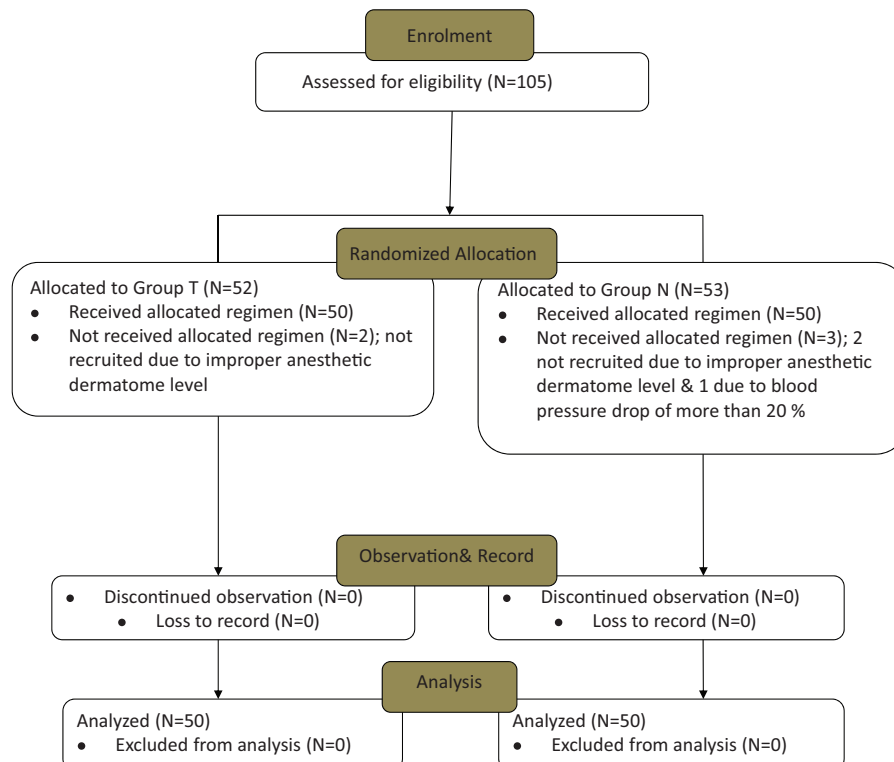 Enrolment
Assessed for eligibility (N=105)
Randomized Allocation
Allocated to Group T (N=52)
● Received allocated regimen (N=50)
● Not received allocated regimen (N=2); not
recruited due to improper anesthetic
dermatome level
Allocated to Group N (N=53)
● Received allocated regimen (N=50)
● Not received allocated regimen (N=3); 2
not recruited due to improper anesthetic
dermatome level & 1 due to blood
pressure drop of more than 20 %
Observation& Record
● Discontinued observation (N=0)
● Loss to record (N=0)
● Discontinued observation (N=0)
● Loss to record (N=0)
Analysis
Analyzed (N=50)
● Excluded from analysis (N=0)
Analyzed (N=50)
● Excluded from analysis (N=0)